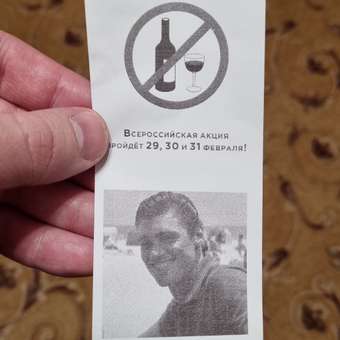 Всероссийская акция
пройдёт 29, 30 и 31 февраля!